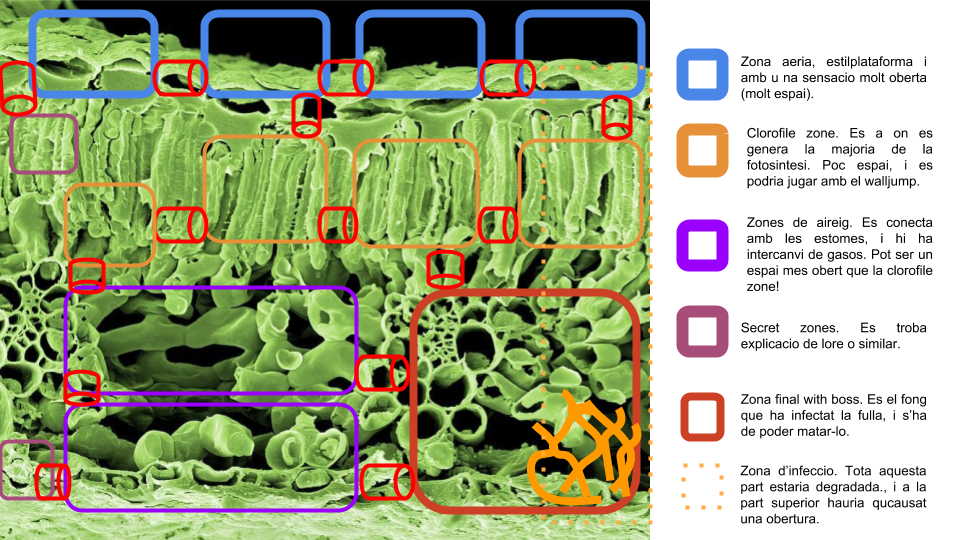 Zona aeria, estilplataforma i
amb u na sensacio molt oberta
(molt espai).
Clorofile zone. Es a on es
genera la majoria de la
fotosintesi. Poc espai, i es
podria jugar amb el walljump.
Zones de aireig. Es conecta
amb les estomes, i hi ha
intercanvi de gasos. Pot ser un
espai mes obert que la clorofile
zone!
Secret zones. Es troba
explicacio de lore o similar.
Zona final with boss. Es el fong
que ha infectat la fulla, i s'ha
de poder matar-lo.
Zona d'infeccio. Tota aquesta
part estaria degradada., i a la
part superior hauria qucausat
una obertura.